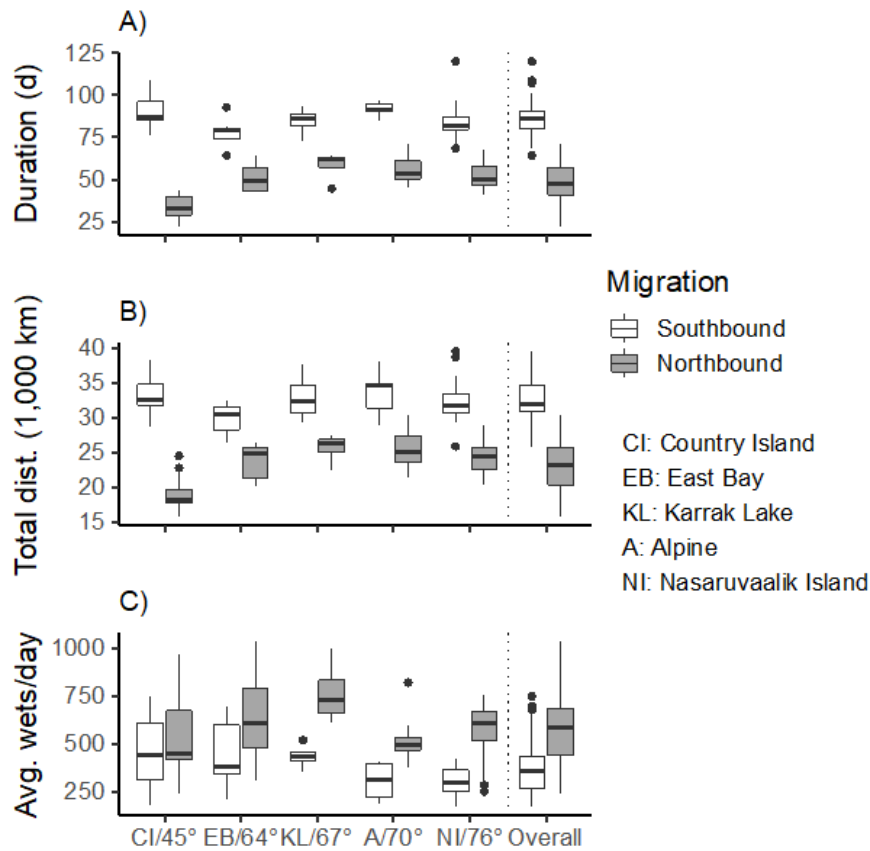 A)
125
100
75
50
25
Duration (d)
B)
40
35
30
25
20
15
Total dist. (1,000 km)
C)
1000
750
500
250
Avg. wets/day
CI/45° EB/64° KL/67° A/70° NI/76° Overall
Migration
Southbound
Northbound
CI: Country Island
EB: East Bay
KL: Karrak Lake
A: Alpine
NI: Nasaruvaalik Island